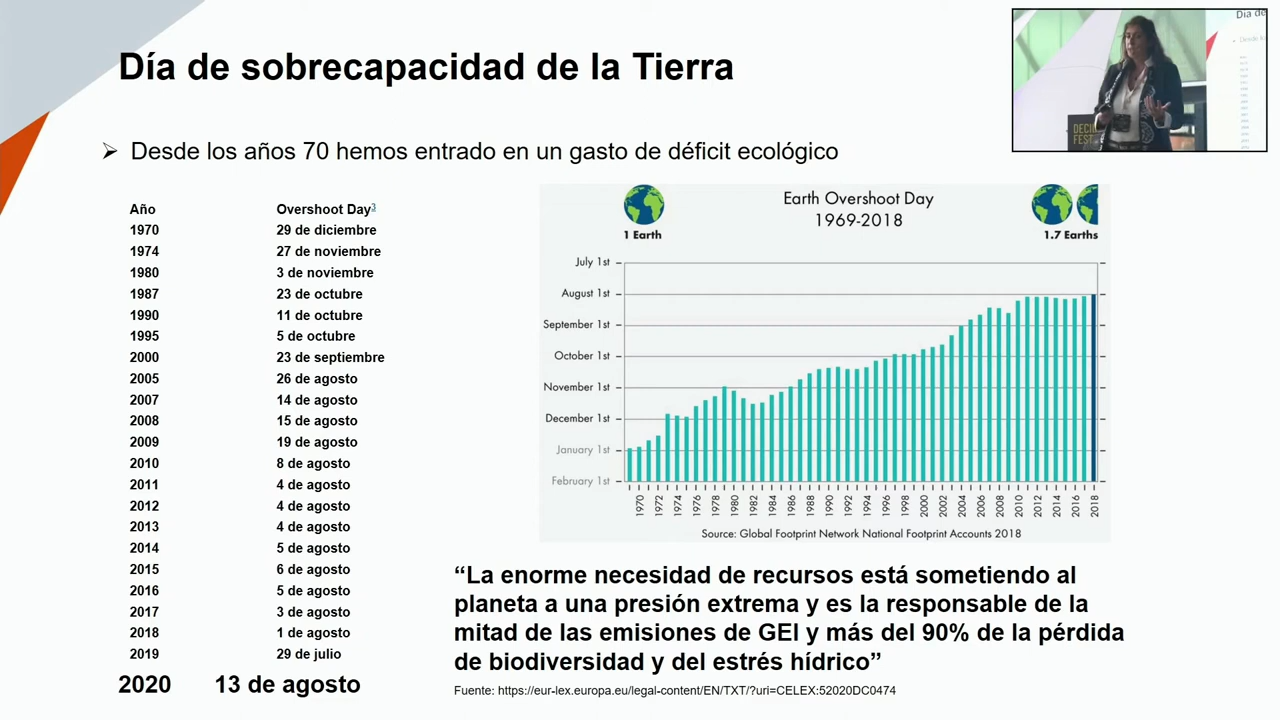 Día de sobrecapacidad de la Tierra
Desde los años 70 hemos entrado en un gasto de déficit ecológico
Año Overshoot Day3
1970 29 de diciembre
1974 27 de noviembre
1980 3 de noviembre
1987 23 de octubre
1990 11 de octubre
1995 5 de octubre
2000 23 de septiembre
2005 26 de agosto
2007 14 de agosto
2008 15 de agosto
2009 19 de agosto
2010 8 de agosto
2011 4 de agosto
2012 4 de agosto
2013 4 de agosto
2014 5 de agosto
2015 6 de agosto
2016 5 de agosto
2017 3 de agosto
2018 1 de agosto
2019 29 de julio
2020 13 de agosto
Earth Overshoot Day
1969-2018
1 Earth
1.7 Earths
July 1st
August 1st
September 1st
October 1st
November 1st
December 1st
January 1st
February 1st
1970 1972 1974 1976 1978 1980 1982 1984 1986 1988 1990 1992 1994 1996 1998 2000 2002 2004 2006 2008 2010 2012 2014 2016 2018
Source: Global Footprint Network National Footprint Accounts 2018
“La enorme necesidad de recursos está sometiendo al
planeta a una presión extrema y es la responsable de la
mitad de las emisiones de GEI y más del 90% de la pérdida
de biodiversidad y del estrés hídrico”
Fuente: https://eur-lex.europa.eu/legal-content/EN/TXT/?uri=CELEX:52020DC0474
Día de
FEST